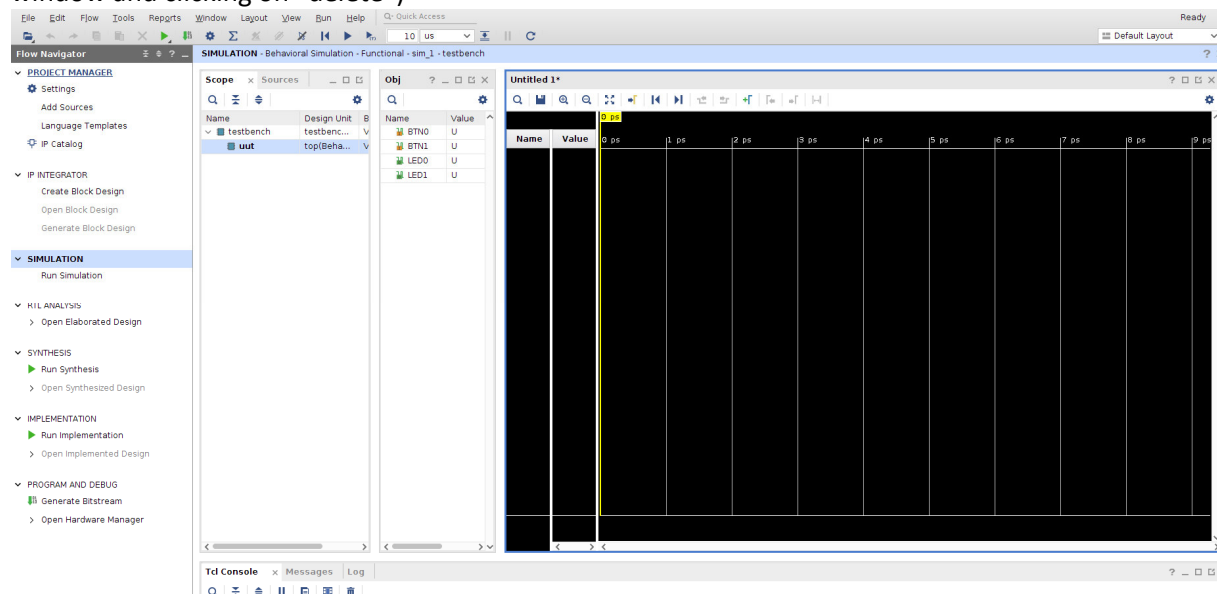 window and clicking on "delete")
File Edit Flow Tools Reports Window Layout View Run Help Q- Quick Access Ready
10 us Default Layout
Flow Navigator ? SIMULATION - Behavioral Simulation - Functional - sim_1 - testbench ?
PROJECT MANAGER
Settings
Add Sources
Language Templates
IP Catalog
IP INTEGRATOR
Create Block Design
Open Block Design
Generate Block Design
SIMULATION
Run Simulation
RTL ANALYSIS
Open Elaborated Design
SYNTHESIS
Run Synthesis
Open Synthesized Design
IMPLEMENTATION
Run Implementation
Open Implemented Design
PROGRAM AND DEBUG
Generate Bitstream
Open Hardware Manager
Scope Sources
Name Design Unit B
testbench testbenc... V
uut top(Beha... V
Obj ?
Name Value
BTN0 U
BTN1 U
LED0 U
LED1 U
Untitled 1* ?
0 ps
Name Value 0 ps 1 ps 2 ps 3 ps 4 ps 5 ps 6 ps 7 ps 8 ps 9 ps
Tcl Console Messages Log ?